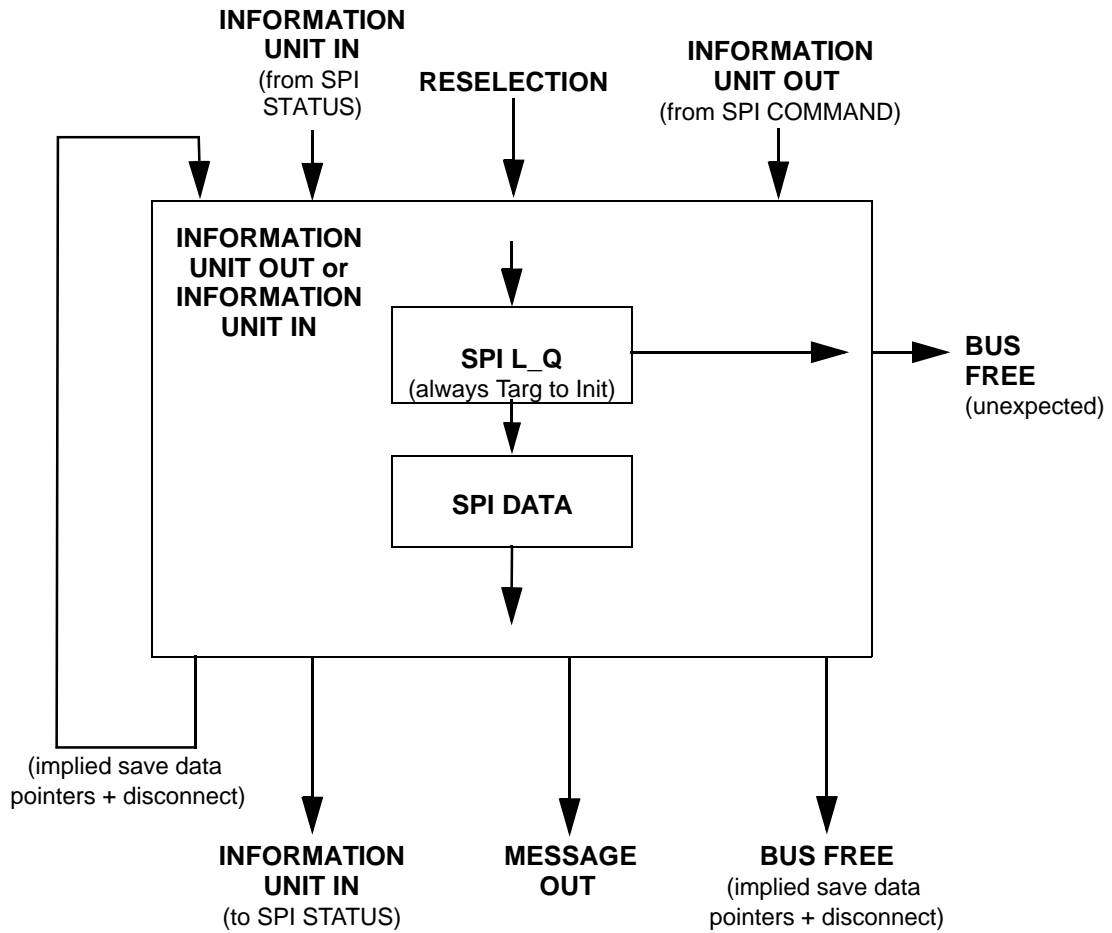 INFORMATION
UNIT IN
(from SPI
STATUS)
RESELECTION
INFORMATION
UNIT OUT
(from SPI COMMAND)
INFORMATION
UNIT OUT or
INFORMATION
UNIT IN
SPI L_Q
(always Targ to Init)
BUS
FREE
(unexpected)
SPI DATA
(implied save data
pointers + disconnect)
INFORMATION
UNIT IN
(to SPI STATUS)
MESSAGE
OUT
BUS FREE
(implied save data
pointers + disconnect)